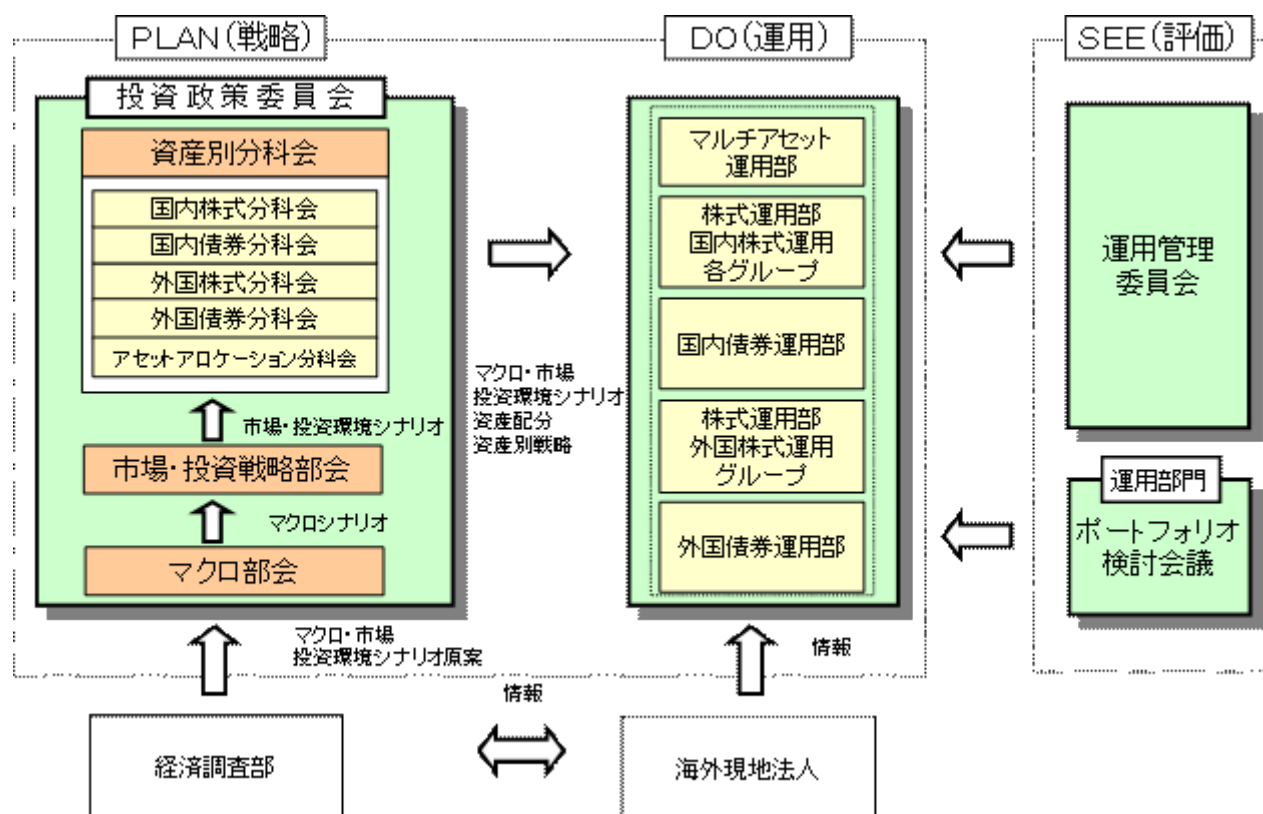 PLAN(戦略)
投資政策委員会
資産別分科会
国内株式分科会
国内債券分科会
外国株式分科会
外国債券分科会
アセットアロケーション分科会
市場・投資環境シナリオ
市場・投資戦略部会
マクロシナリオ
マクロ部会
マクロ・市場
投資環境シナリオ原案
経済調査部
マクロ・市場
投資環境シナリオ
資産配分
資産別戦略
情報
DO(運用)
マルチアセット
運用部
株式運用部
国内株式運用
各グループ
国内債券運用部
株式運用部
外国株式運用
グループ
外国債券運用部
情報
海外現地法人
SEE(評価)
運用管理
委員会
運用部門
ポートフォリオ
検討会議